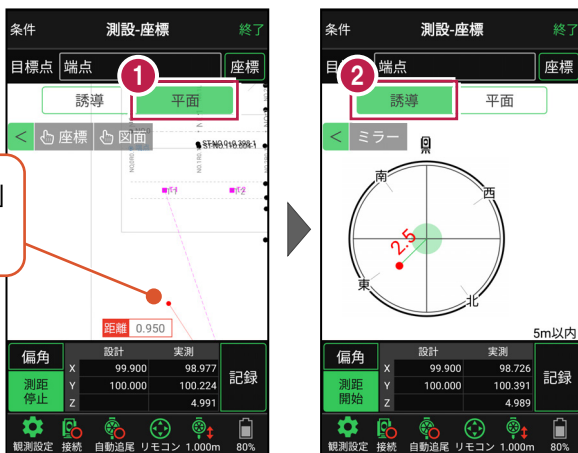 条件 測設-座標 終了
目標点 端点 座標
1
誘導 平面
< 座標 図面
測
距離 0.950
設計 実測
偏角
X 99.900 98.977
測距
停止
Y 100.000 100.224
Z 4.991
記録
観測設定 接続 自動追尾 リモコン 1.000m 80%
条件 測設-座標 終了
目 端点 座標
2
誘導 平面
< ミラー
南
西
2.5
東
北
5m以内
設計 実測
偏角
X 99.900 98.726
測距
開始
Y 100.000 100.391
Z 4.989
記録
観測設定 接続 自動追尾 リモコン 1.000m 80%